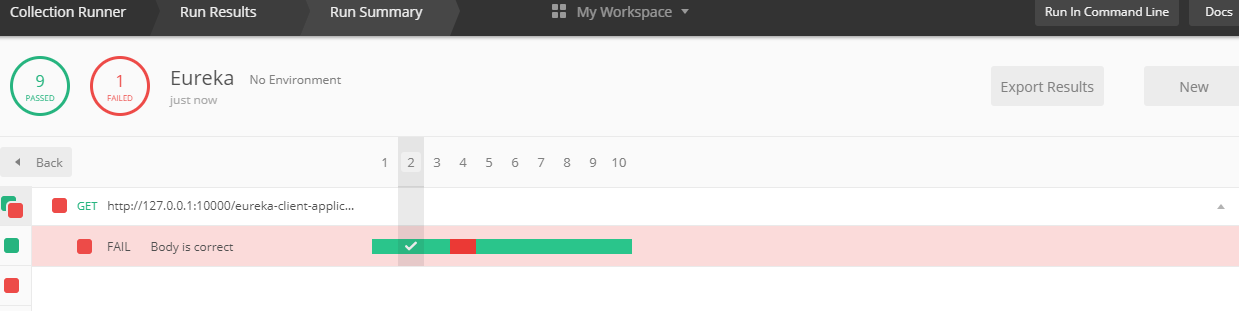 Collection Runner Run Results Run Summary My Workspace Run In Command Line Docs
9 PASSED 1 FAILED Eureka No Environment
just now
Export Results New
Back 1 2 3 4 5 6 7 8 9 10
GET http://127.0.0.1:10000/eureka-client-applic...
FAIL Body is correct